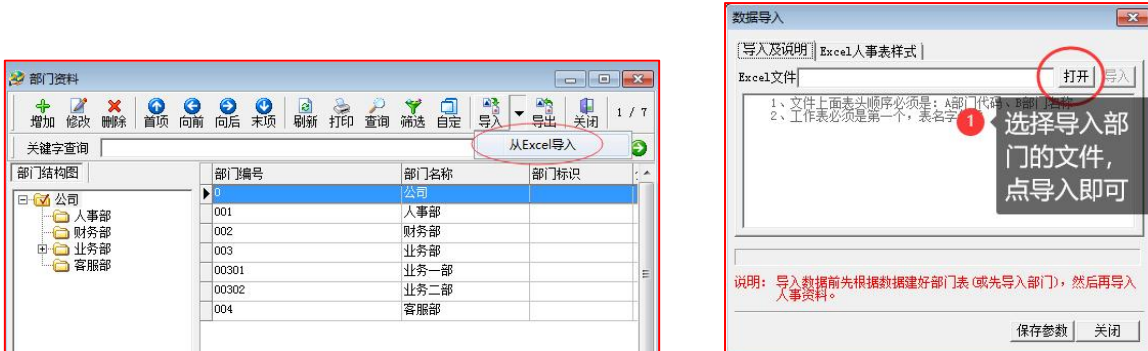 部门资料
增加 修改 删除 首项 向前 向后 末项 刷新 打印 查询 筛选 自定 导入 导出 关闭 1 / 7
关键字查询
从Excel导入
部门结构图
公司
人事部
财务部
业务部
客服部
部门编号 部门名称 部门标识
0 公司
001 人事部
002 财务部
003 业务部
00301 业务一部
00302 业务二部
004 客服部
数据导入
导入及说明 Excel人事表样式
Excel文件 打开 导入
1、文件上面表头顺序必须是：A部门代码、B部门名称
2、工作表必须是第一个，表名字
1
选择导入部
门的文件，
点导入即可
说明： 导入数据前先根据数据建好部门表(或先导入部门)，然后再导入
人事资料。
保存参数 关闭